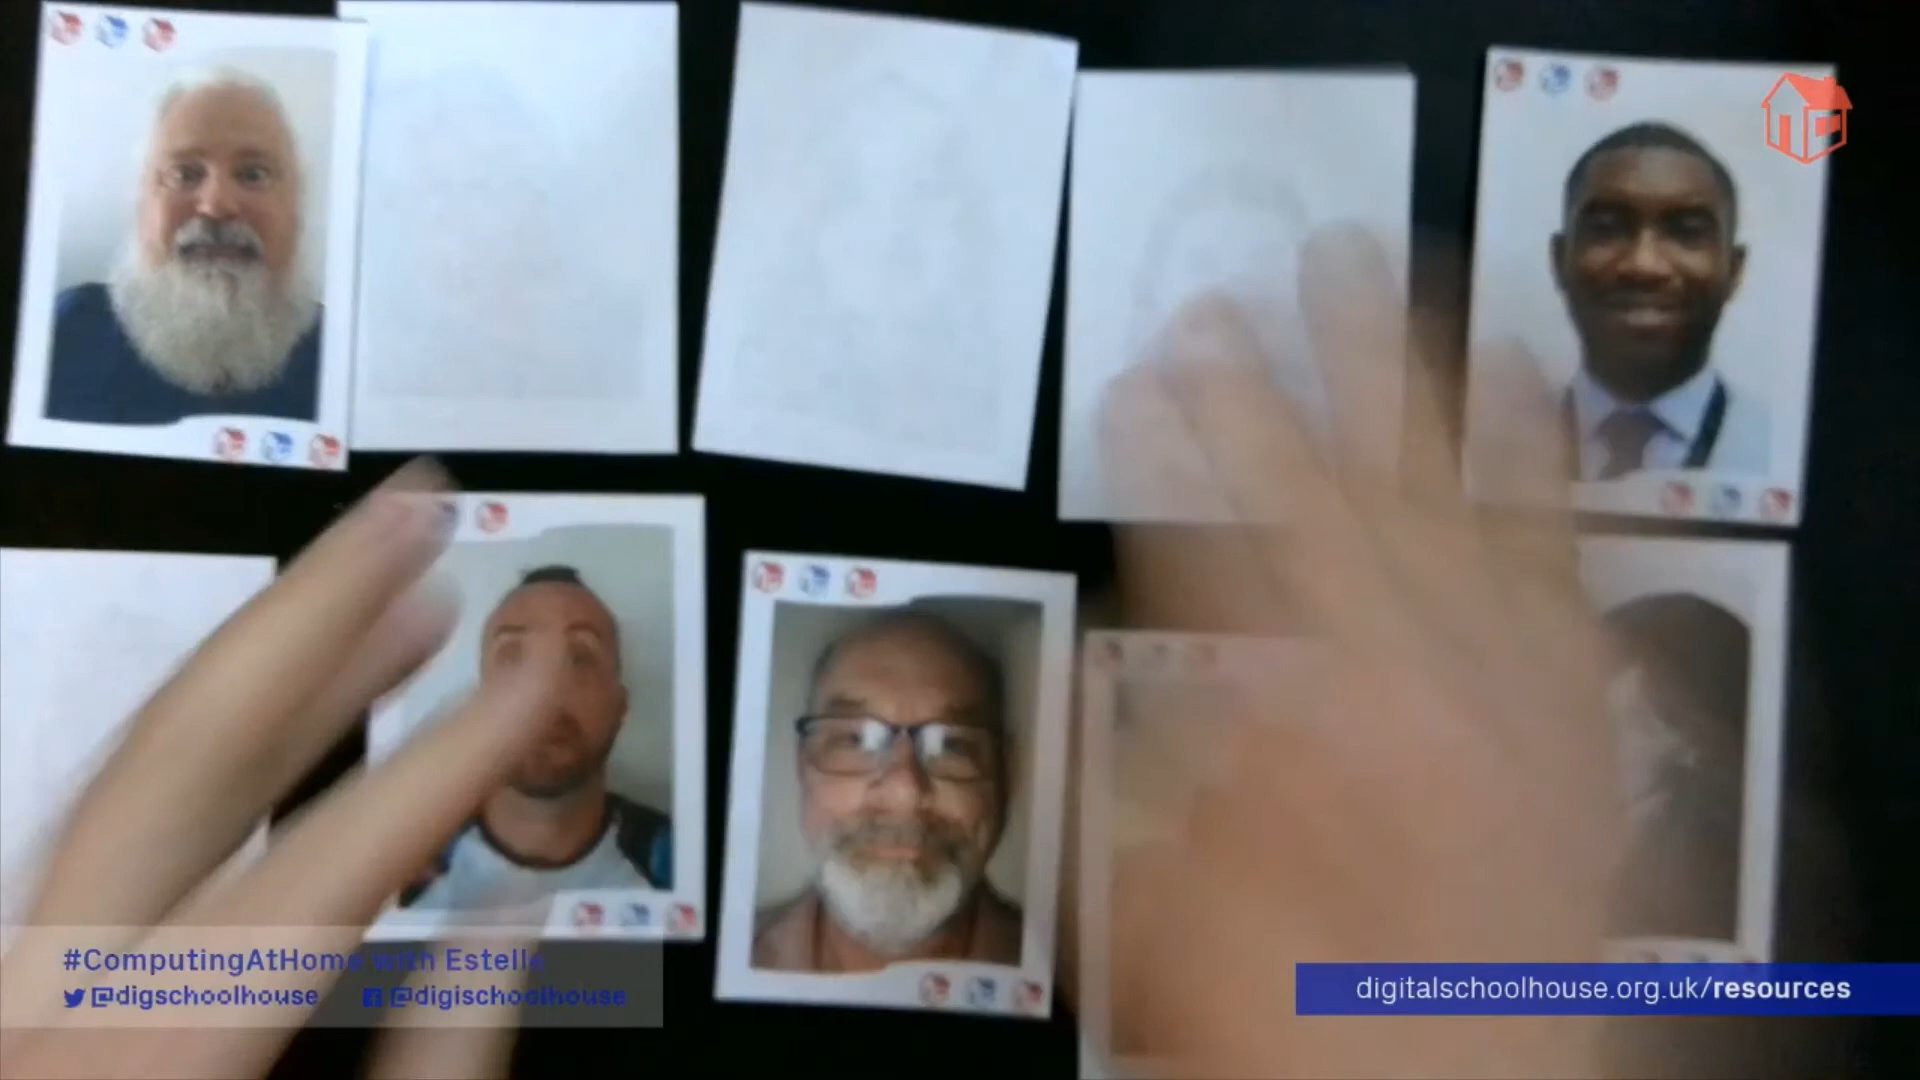 #ComputingAtHome with Estelle
@digschoolhouse @digischoolhouse
digitalschoolhouse.org.uk/resources